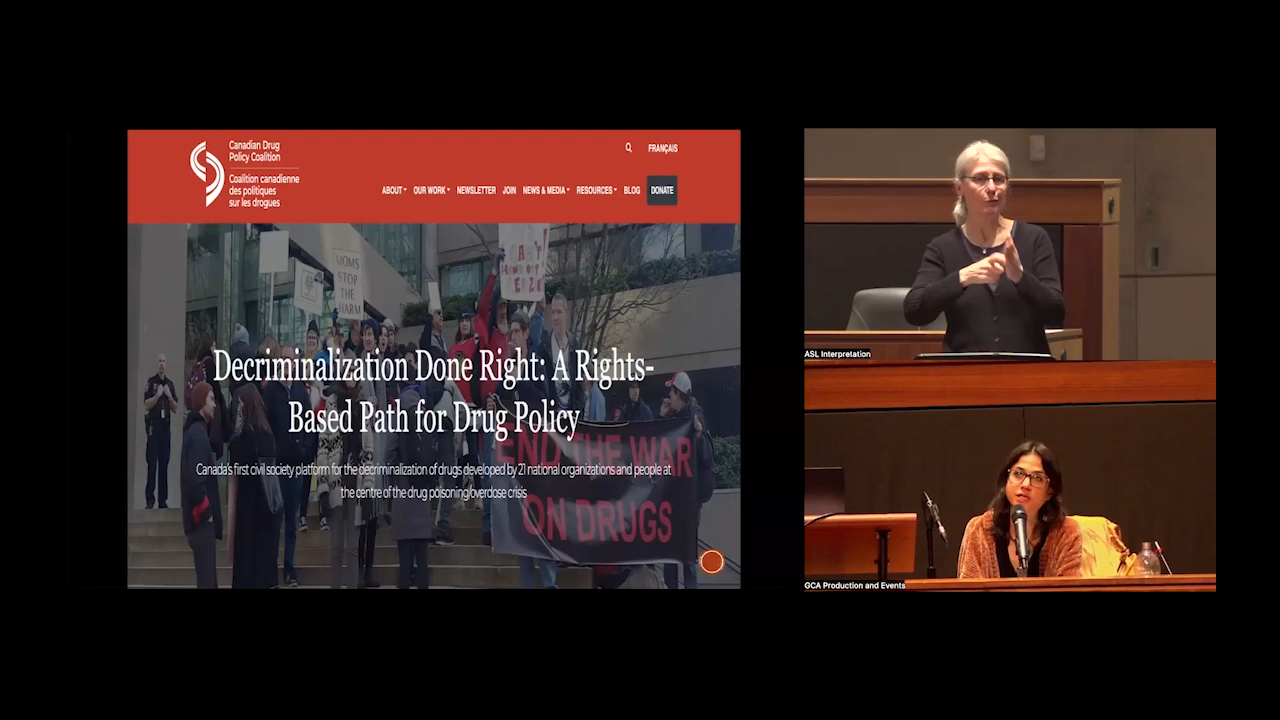 Canadian Drug
Policy Coalition
Coalition canadienne
des politiques
sur les drogues
FRANÇAIS
ABOUT OUR WORK NEWSLETTER JOIN NEWS & MEDIA RESOURCES BLOG DONATE
MOMS
STOP
THE
HARM
Decriminalization Done Right: A Rights-
Based Path for Drug Policy
Canada's first civil society platform for the decriminalization of drugs developed by 21 national organizations and people at
the centre of the drug poisoning/overdose crisis
END THE WAR
ON DRUGS
ASL Interpretation
GCA Production and Events